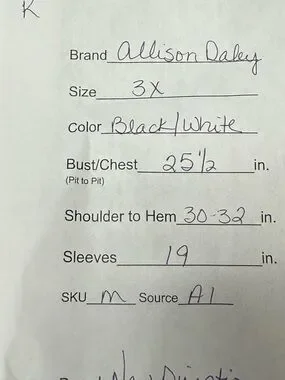 K
Brand Allison Daley
Size 3X
Color Black/White
Bust/Chest 25 1/2 in.
(Pit to Pit)
Shoulder to Hem 30-32 in.
Sleeves 19 in.
SKU M Source A1